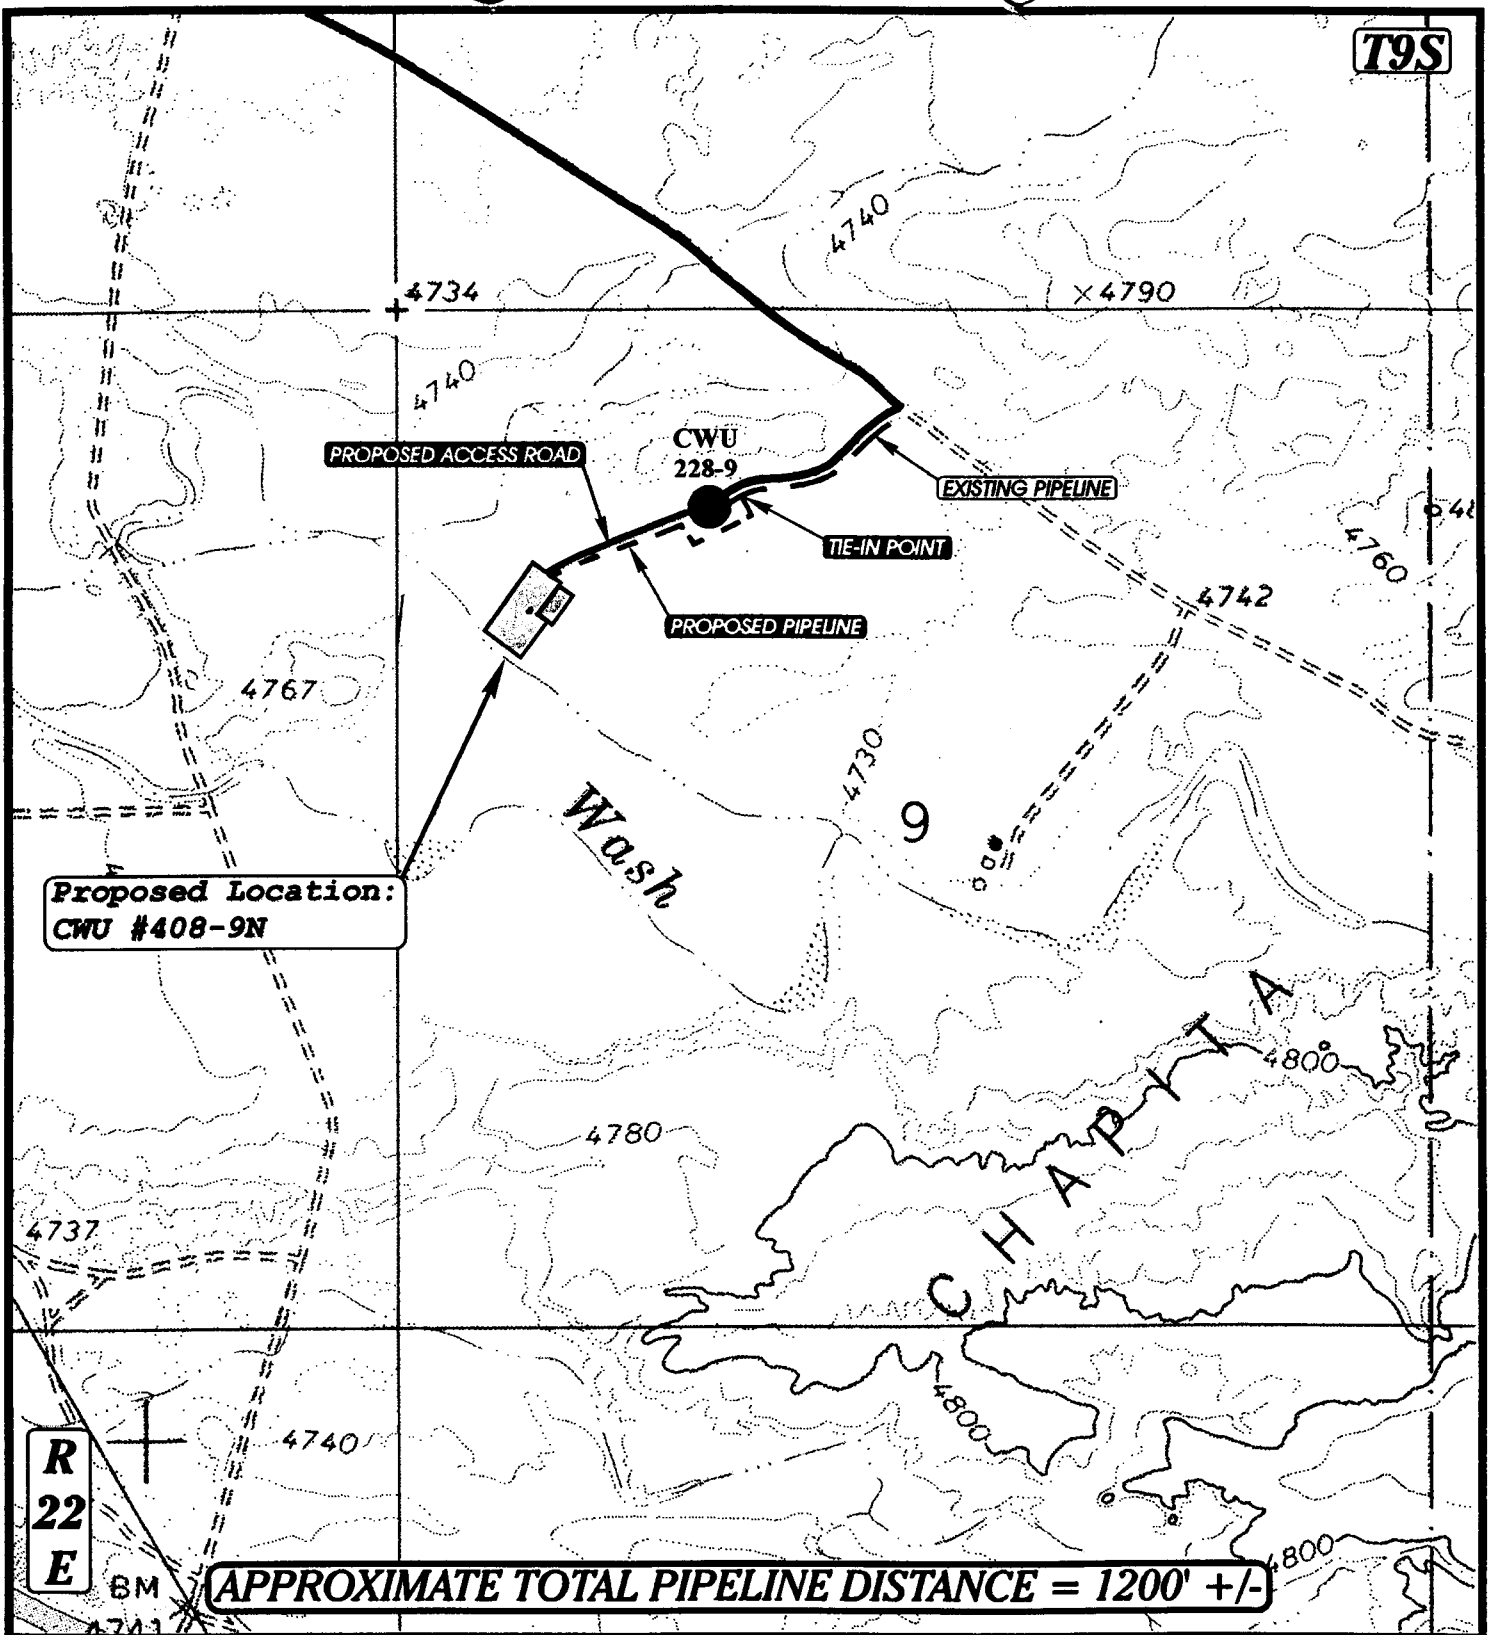 T9S
4740
4734
×4790
4740
PROPOSED ACCESS ROAD
CWU
228-9
EXISTING PIPELINE
TIE-IN POINT
4760
4742
PROPOSED PIPELINE
4767
4730
Wash
9
Proposed Location:
CWU #408-9N
CHAPITA
4800
4780
4737
4800
4740
R
22
E
4800
BM
4741
APPROXIMATE TOTAL PIPELINE DISTANCE = 1200' +/-